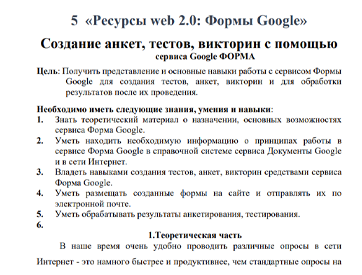 5 «Ресурсы web 2.0: Формы Google»
Создание анкет, тестов, викторин с помощью
сервиса Google ФОРМА
Цель: Получить представление и основные навыки работы с сервисом Формы
Google для создания тестов, анкет, викторин и для обработки
результатов после их проведения.
Необходимо иметь следующие знания, умения и навыки:
1. Знать теоретический материал о назначении, основных возможностях
сервиса Форма Google.
2. Уметь находить необходимую информацию о принципах работы в
сервисе Форма Google в справочной системе сервиса Документы Google
и в сети Интернет.
3. Владеть навыками создания тестов, анкет, викторин средствами сервиса
Форма Google.
4. Уметь размещать созданные формы на сайте и отправлять их по
электронной почте.
5. Уметь обрабатывать результаты анкетирования, тестирования.
6.
1.Теоретическая часть
В наше время очень удобно проводить различные опросы в сети
Интернет - это намного быстрее и продуктивнее, чем стандартные опросы на